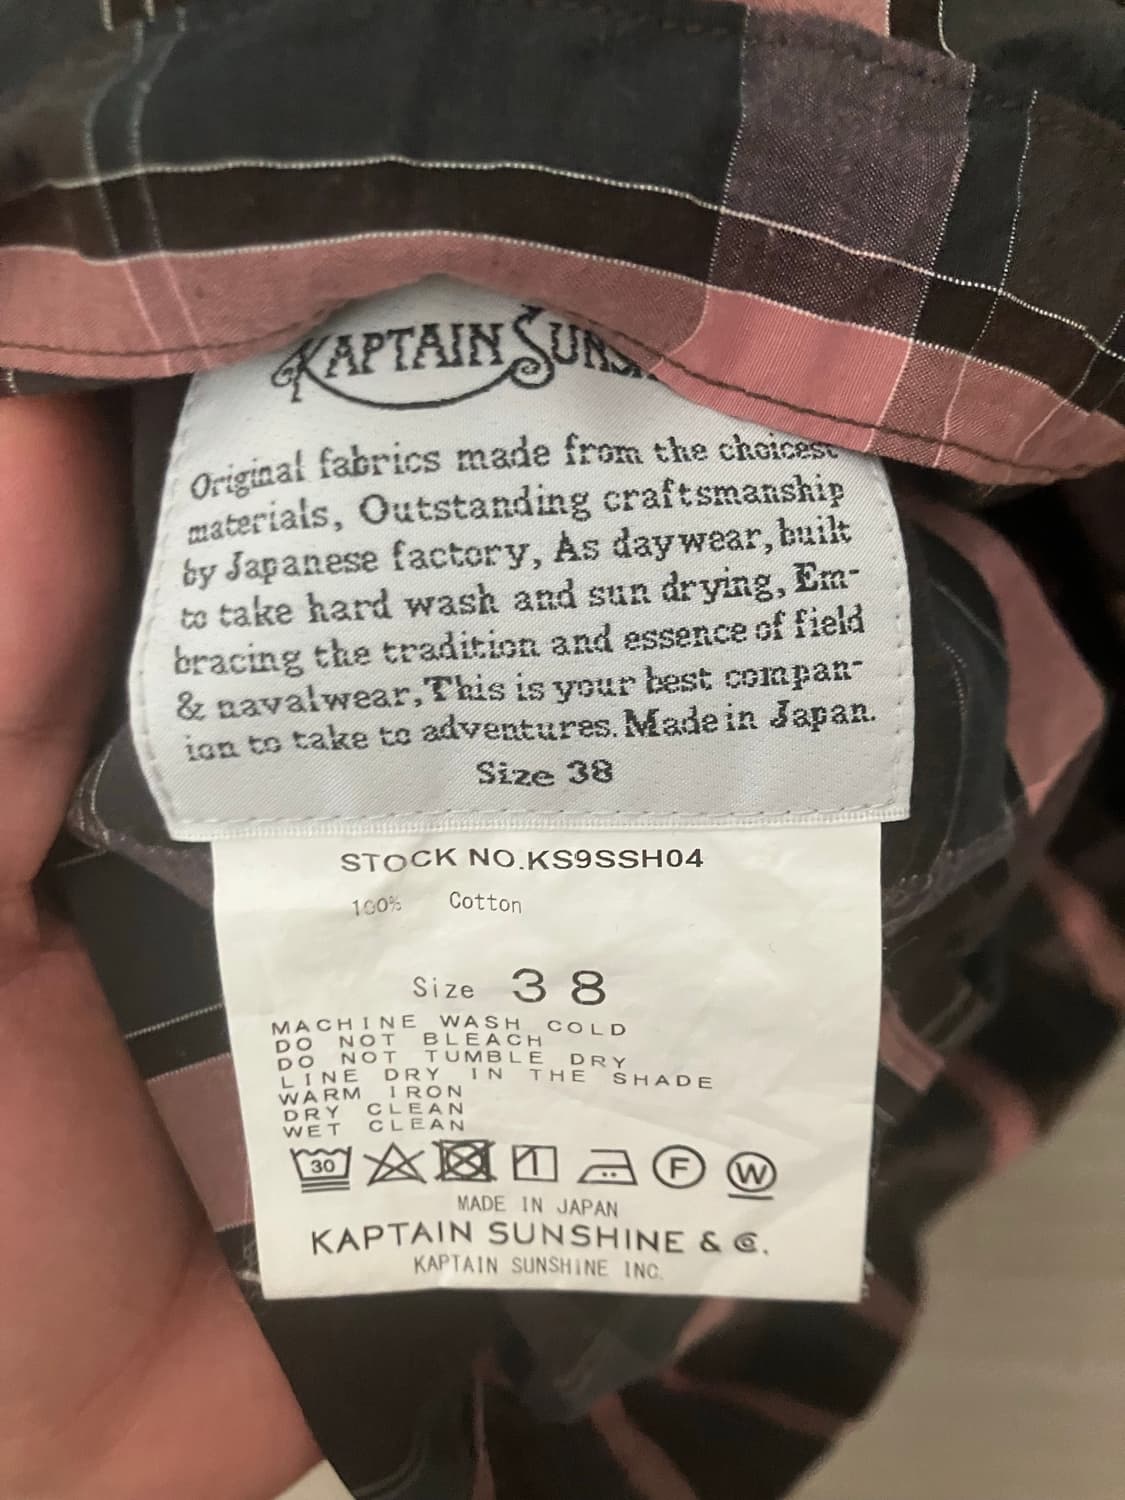 KAPTAIN
Original fabrics made from the choicest
materials, Outstanding craftsmanship
by Japanese factory, As daywear, built
to take hard wash and sun drying, Em-
bracing the tradition and essence of field
& navalwear, This is your best compan-
ion to take to adventures. Made in Japan.
Size 38
STOCK NO.KS9SSH04
100% Cotton
Size 38
MACHINE WASH COLD
DO NOT BLEACH
DO NOT TUMBLE DRY
LINE DRY IN THE SHADE
WARM IRON
DRY CLEAN
WET CLEAN
30 F W
MADE IN JAPAN
KAPTAIN SUNSHINE & Co.
KAPTAIN SUNSHINE INC.